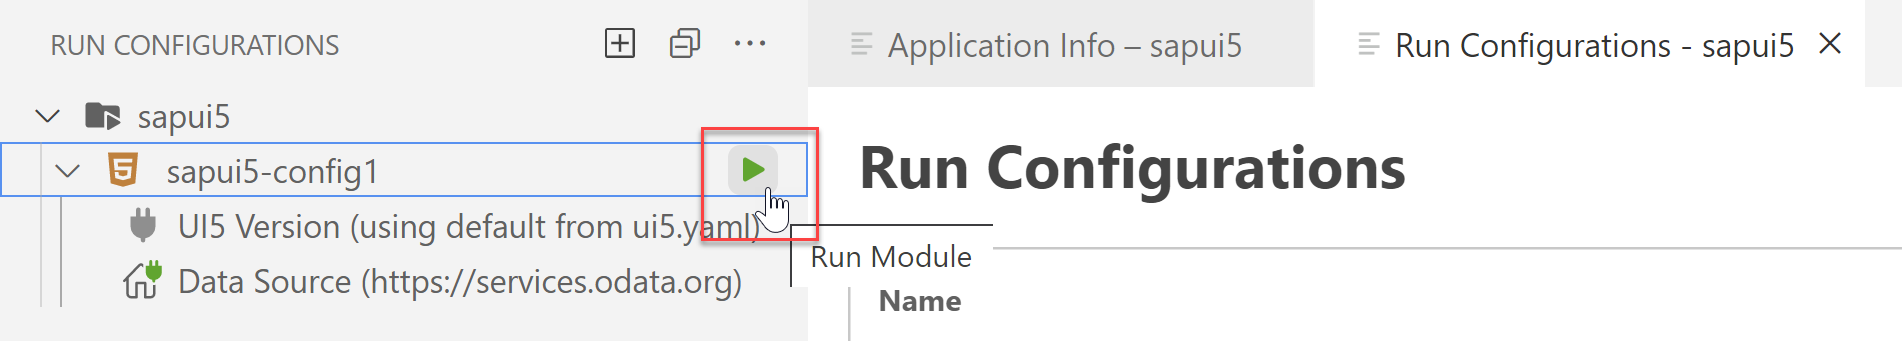 RUN CONFIGURATIONS
Application Info – sapui5
Run Configurations - sapui5
sapui5
sapui5-config1
UI5 Version (using default from ui5.yaml)
Data Source (https://services.odata.org)
Run Configurations
Run Module
Name